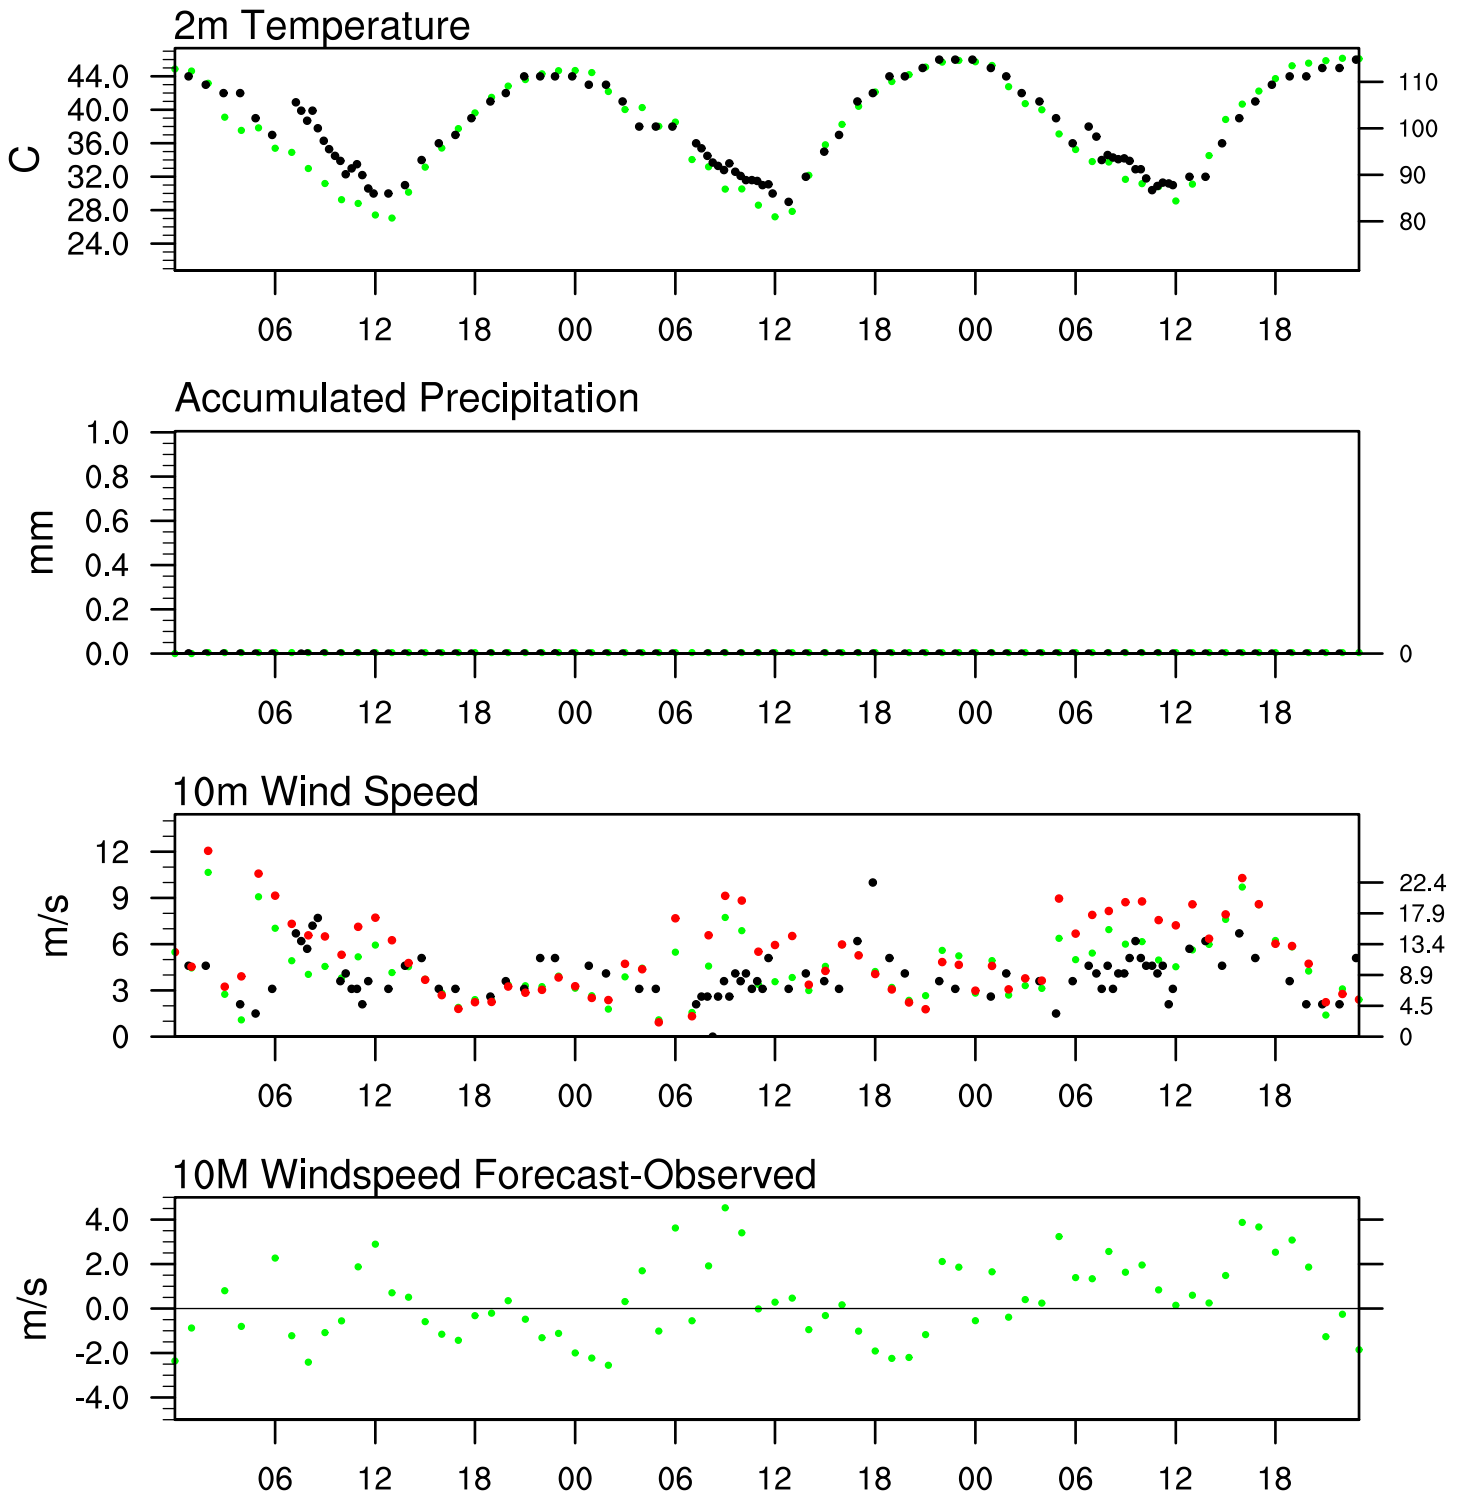 2m Temperature
44.0
40.0
36.0
32.0
28.0
24.0
C
110
100
90
80
06 12 18 00 06 12 18 00 06 12 18
Accumulated Precipitation
1.0
0.8
0.6
0.4
0.2
0.0
mm
0
06 12 18 00 06 12 18 00 06 12 18
10m Wind Speed
12
9
6
3
0
m/s
22.4
17.9
13.4
8.9
4.5
0
06 12 18 00 06 12 18 00 06 12 18
10M Windspeed Forecast-Observed
4.0
2.0
0.0
-2.0
-4.0
m/s
06 12 18 00 06 12 18 00 06 12 18